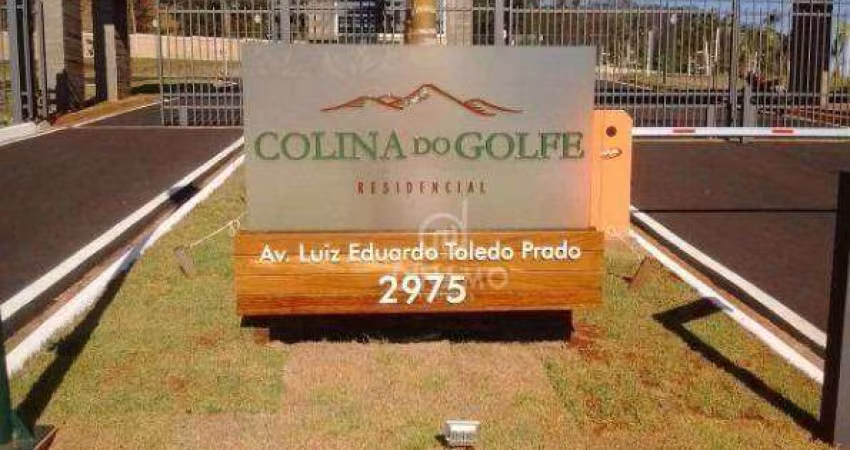 COLINA DO GOLFE
RESIDENCIAL
Av. Luiz Eduardo Toledo Prado
2975